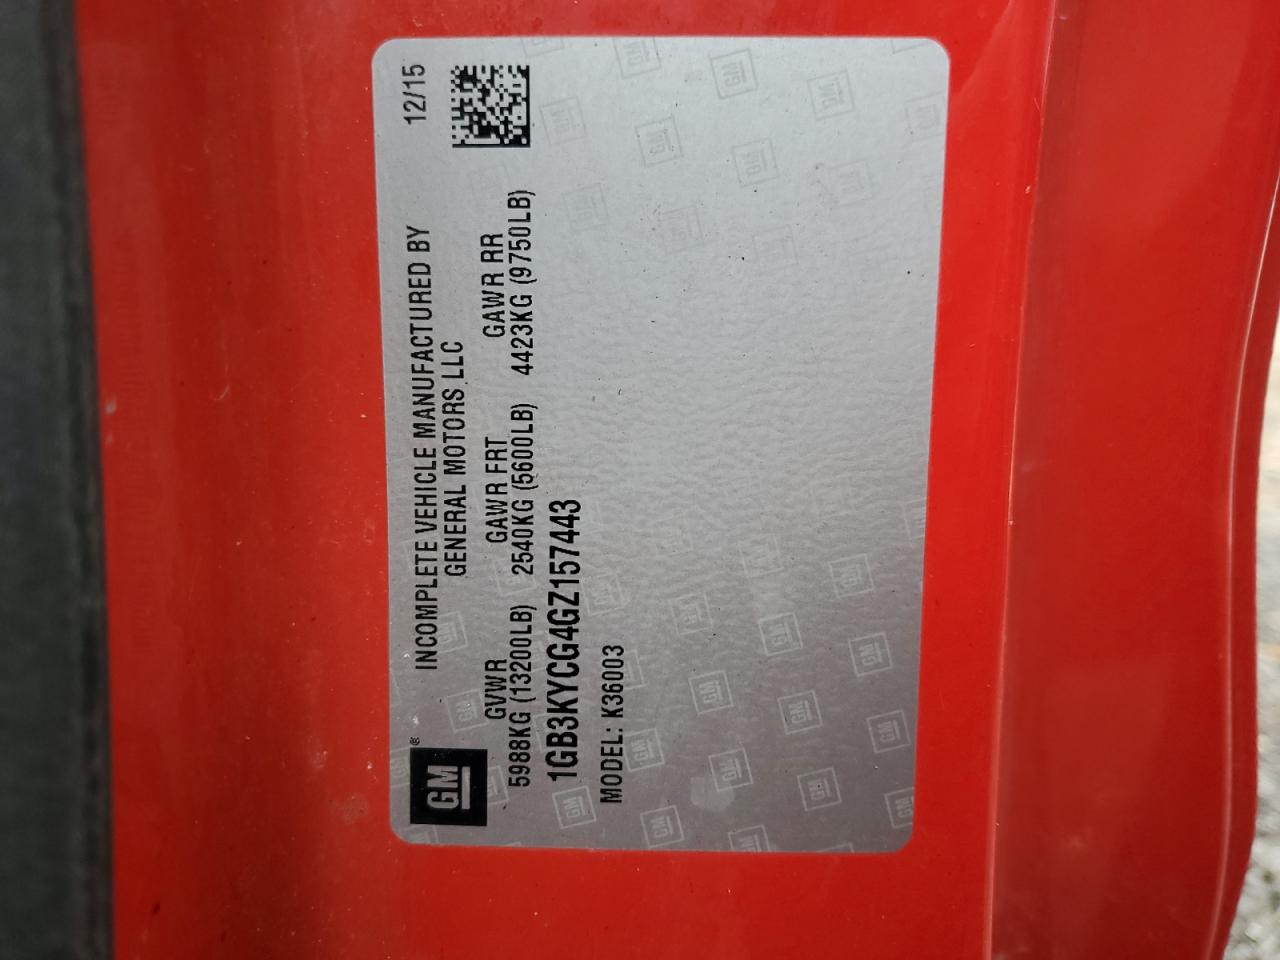 GM®
INCOMPLETE VEHICLE MANUFACTURED BY 12/15
GENERAL MOTORS LLC
GVWR GAWR FRT GAWR RR
5988KG (13200LB) 2540KG (5600LB) 4423KG (9750LB)
1GB3KYCG4GZ157443
MODEL: K36003